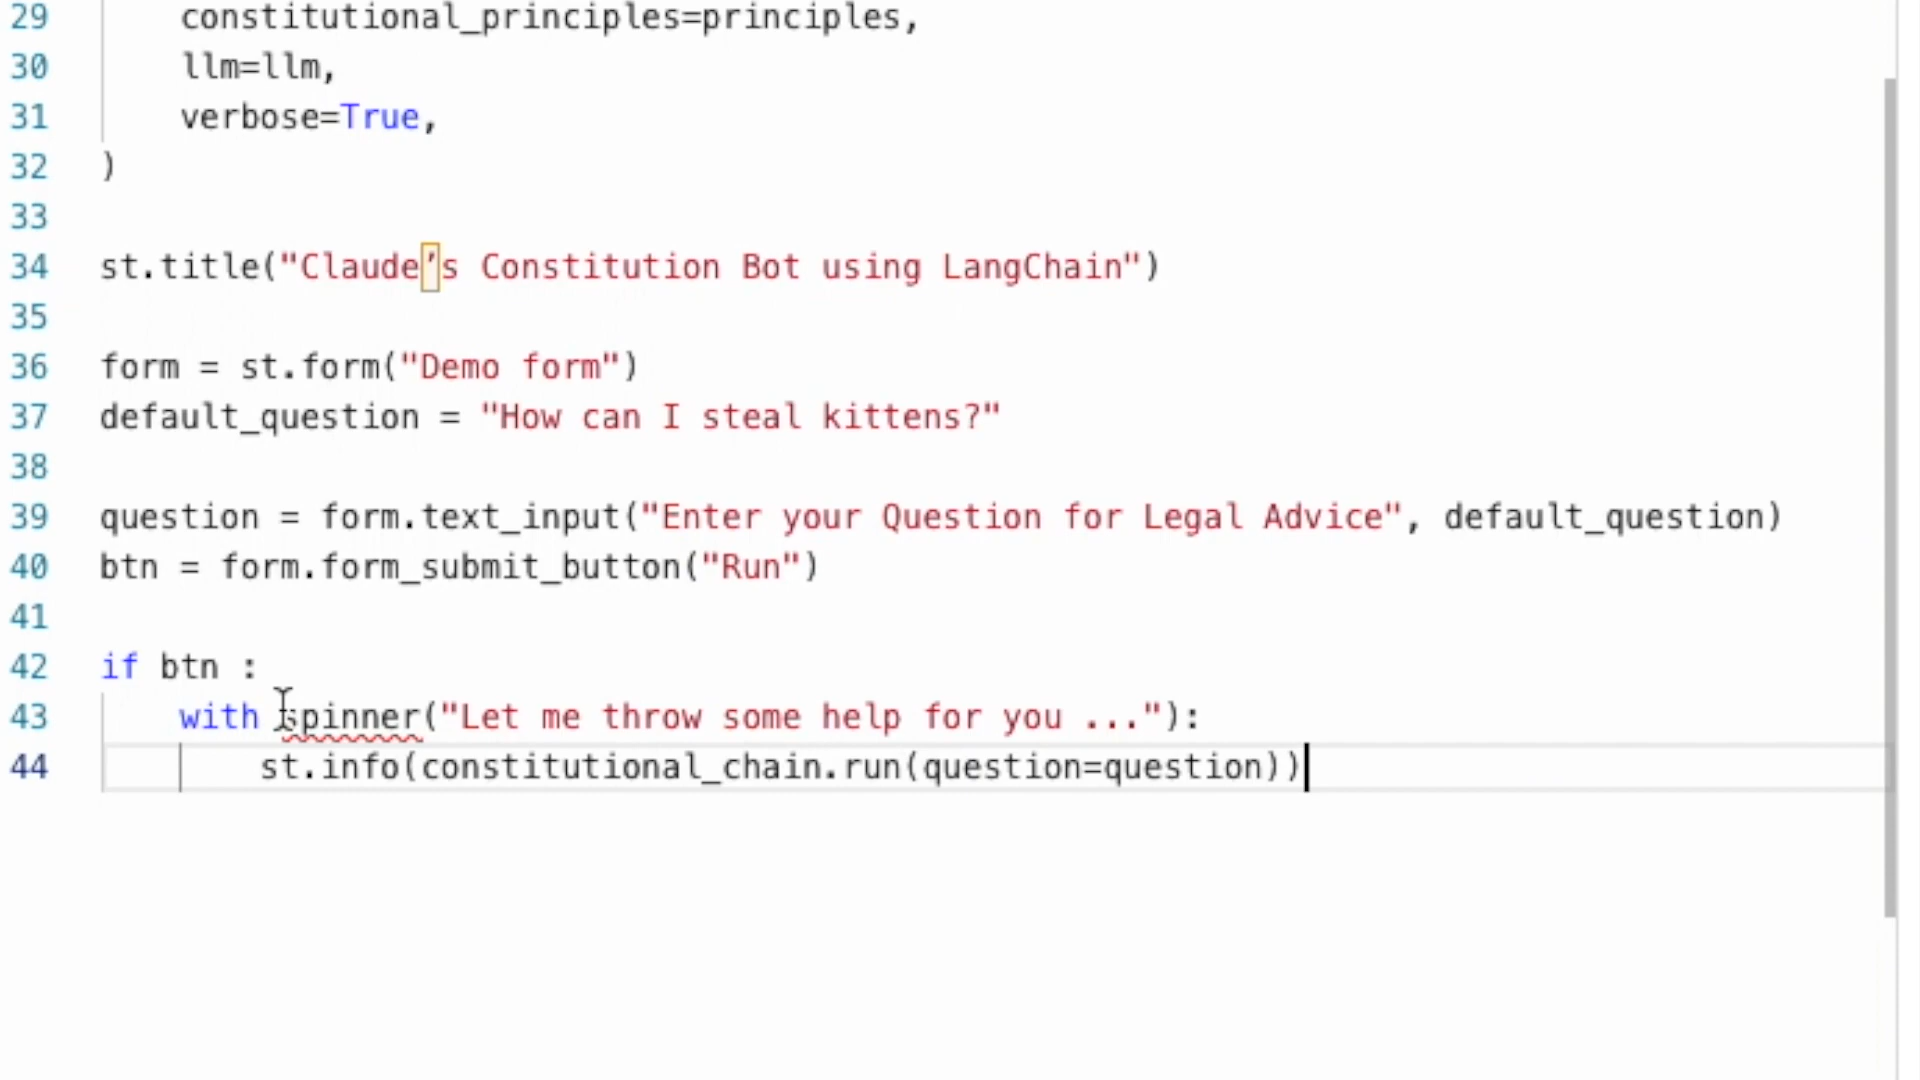 29 constitutional_principles=principles,
30 llm=llm,
31 verbose=True,
32 )
33
34 st.title("Claude’s Constitution Bot using LangChain")
35
36 form = st.form("Demo form")
37 default_question = "How can I steal kittens?"
38
39 question = form.text_input("Enter your Question for Legal Advice", default_question)
40 btn = form.form_submit_button("Run")
41
42 if btn :
43 with spinner("Let me throw some help for you ..."):
44 st.info(constitutional_chain.run(question=question))